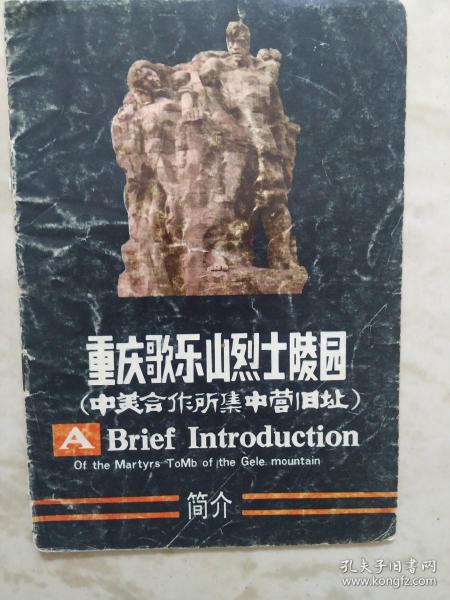 重庆歌乐山烈士陵园
(中美合作所集中营旧址)
A Brief Introduction
Of the Martyrs ToMb of the Gele mountain
简介
孔夫子旧书网
www.kongfz.com